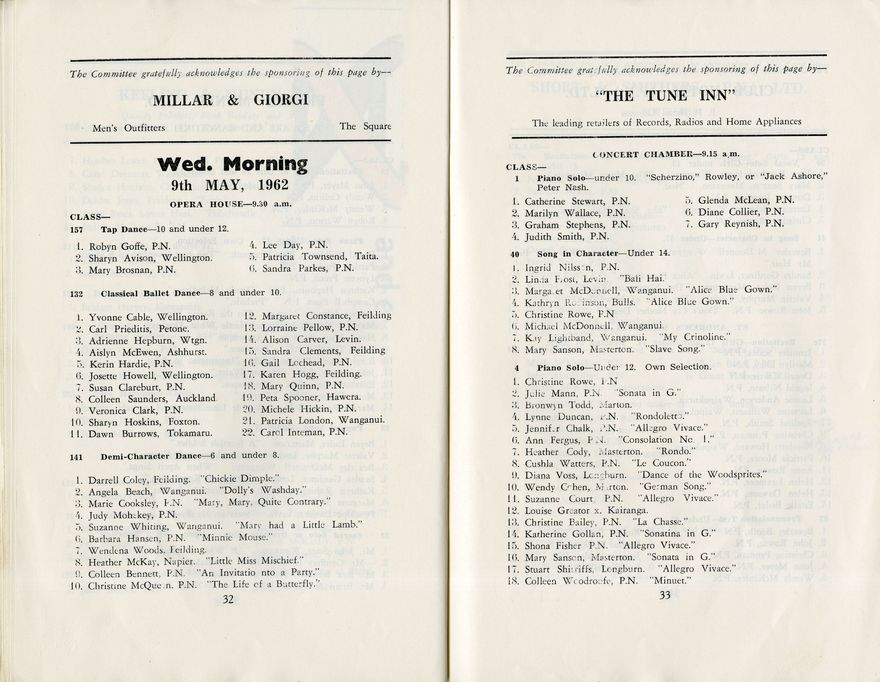 The Committee gratefully acknowledges the sponsoring of this page by—
MILLAR & GIORGI
Men's Outfitters The Square
Wed. Morning
9th MAY, 1962
OPERA HOUSE—9.30 a.m.
CLASS—
157 Tap Dance—10 and under 12.
1. Robyn Goffe, P.N.
2. Sharyn Avison, Wellington.
3. Mary Brosnan, P.N.
4. Lee Day, P.N.
5. Patricia Townsend, Taita.
6. Sandra Parkes, P.N.
132 Classical Ballet Dance—8 and under 10.
1. Yvonne Cable, Wellington.
2. Carl Prieditis, Petone.
3. Adrienne Hepburn, Wtgn.
4. Aislyn McEwen, Ashhurst.
5. Kerin Hardie, P.N.
6. Josette Howell, Wellington.
7. Susan Clareburt, P.N.
8. Colleen Saunders, Auckland
9. Veronica Clark, P.N.
10. Sharyn Hoskins, Foxton.
11. Dawn Burrows, Tokamaru.
12. Margaret Constance, Feilding
13. Lorraine Pellow, P.N.
14. Alison Carver, Levin.
15. Sandra Clements, Feilding
16. Gail Lochead, P.N.
17. Karen Hogg, Feilding.
18. Mary Quinn, P.N.
19. Peta Spooner, Hawera.
20. Michele Hickin, P.N.
21. Patricia London, Wanganui.
22. Carol Inteman, P.N.
141 Demi-Character Dance—6 and under 8.
1. Darrell Coley, Feilding. "Chickie Dimple."
2. Angela Beach, Wanganui. "Dolly's Washday."
3. Marie Cooksley, P.N. "Mary, Mary, Quite Contrary."
4. Judy Mohekey, P.N.
5. Suzanne Whiting, Wanganui. "Mary had a Little Lamb."
6. Barbara Hansen, P.N. "Minnie Mouse."
7. Wendena Woods, Feilding.
8. Heather McKay, Napier. "Little Miss Mischief."
9. Colleen Bennett, P.N. "An Invitatio nto a Party."
10. Christine McQueen, P.N. "The Life of a Butterfly."
32
The Committee gratefully acknowledges the sponsoring of this page by—
"THE TUNE INN"
The leading retailers of Records, Radios and Home Appliances
CONCERT CHAMBER—9.15 a.m.
CLASS—
1 Piano Solo—under 10. "Scherzino," Rowley, or "Jack Ashore,"
Peter Nash.
1. Catherine Stewart, P.N.
2. Marilyn Wallace, P.N.
3. Graham Stephens, P.N.
4. Judith Smith, P.N.
5. Glenda McLean, P.N.
6. Diane Collier, P.N.
7. Gary Reynish, P.N.
40 Song in Character—Under 14.
1. Ingrid Nilsson, P.N.
2. Linda Frost, Levin. "Bali Hai.
3. Margaret McDonnell, Wanganui. "Alice Blue Gown."
4. Kathryn Robinson, Bulls. "Alice Blue Gown."
5. Christine Rowe, P.N
6. Michael McDonnell, Wanganui.
7. Kay Lightband, Wanganui. "My Crinoline."
8. Mary Sanson, Masterton. "Slave Song."
4 Piano Solo—Under 12. Own Selection.
1. Christine Rowe, P.N
2. Julie Mann, P.N "Sonata in G."
3. Bronwyn Todd, Marton.
4. Lynne Duncan, P.N. "Rondoletto."
5. Jennifer Chalk, P.N. "Allegro Vivace."
6. Ann Fergus, P.N. "Consolation No. 1."
7. Heather Cody, Masterton. "Rondo."
8. Cushla Watters, P.N. "Le Coucon."
9. Diana Voss, Longburn. "Dance of the Woodsprites."
10. Wendy Cohen, Marton. "German Song."
11. Suzanne Court, P.N. "Allegro Vivace."
12. Louise Greator x. Kairanga.
13. Christine Bailey, P.N. "La Chasse."
14. Katherine Gollan, P.N. "Sonatina in G."
15. Shona Fisher P.N. "Allegro Vivace."
16. Mary Sanson, Masterton. "Sonata in G."
17. Stuart Shirriffs, Longburn. "Allegro Vivace."
18. Colleen Woodroofe, P.N. "Minuet."
33